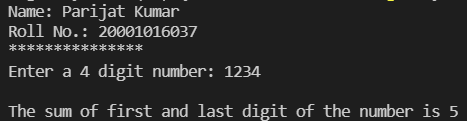 Name: Parijat Kumar
Roll No.: 20001016037
***************
Enter a 4 digit number: 1234
The sum of first and last digit of the number is 5